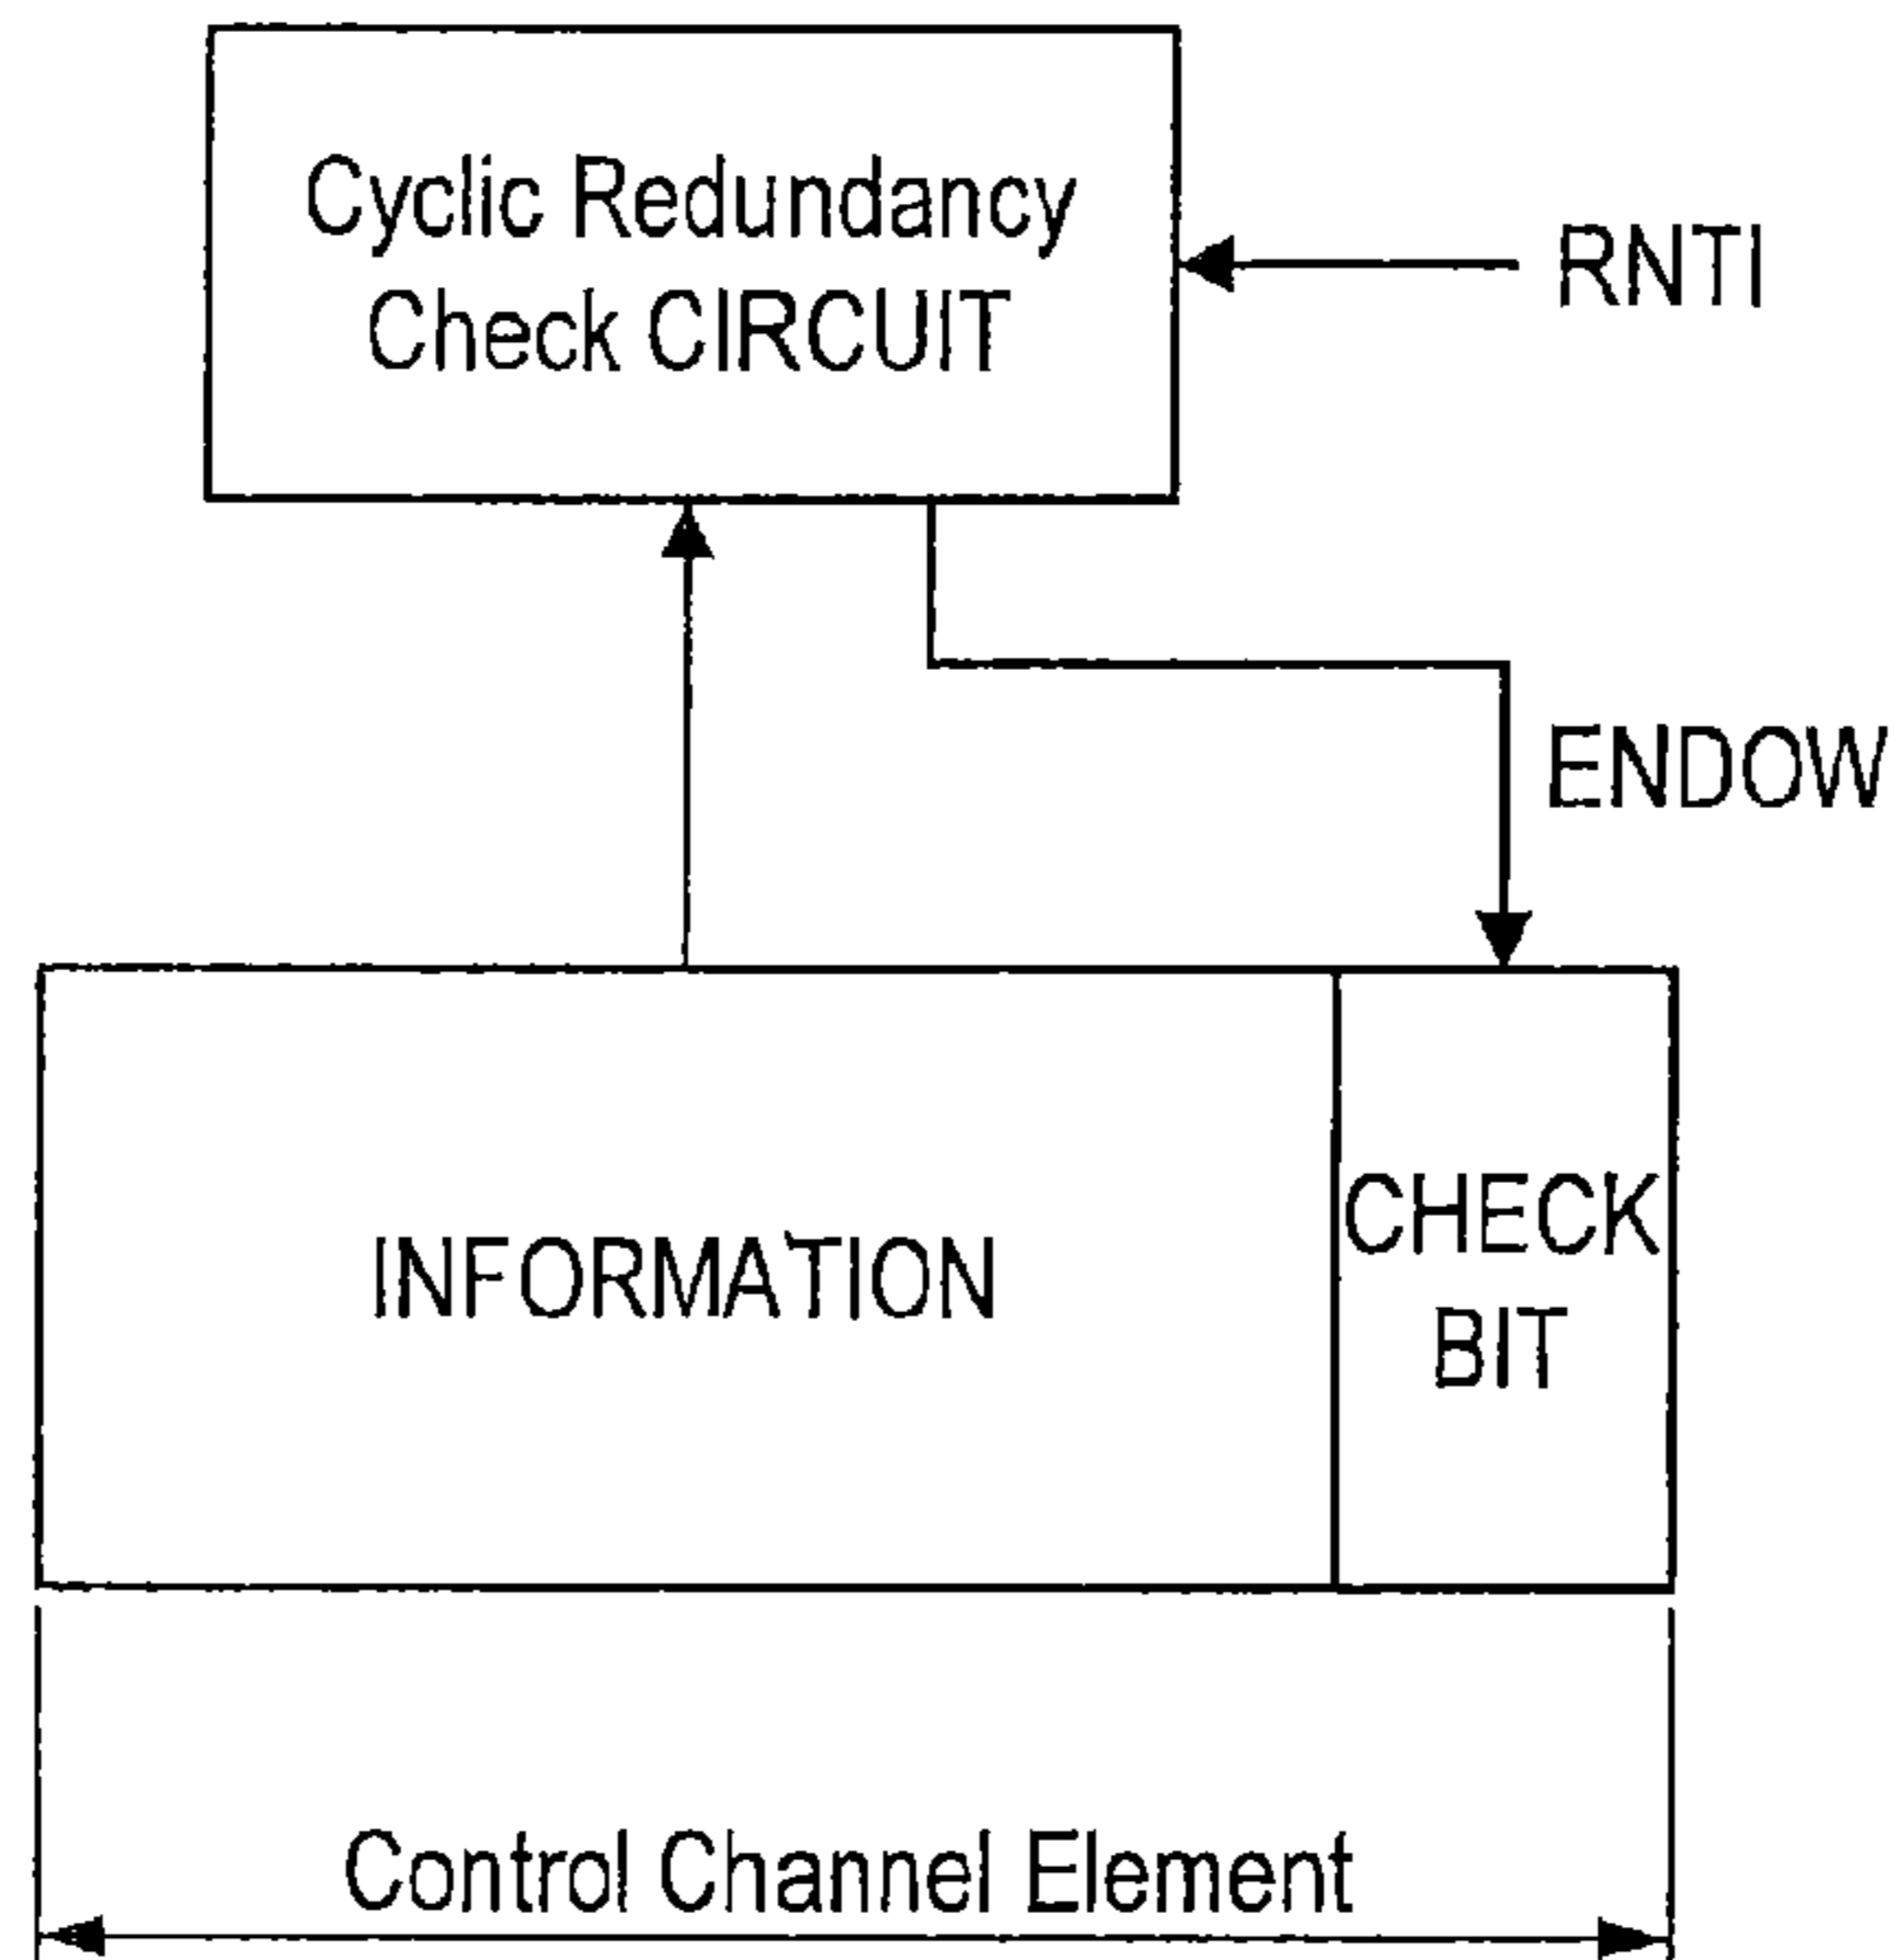 Cyclic Redundancy
Check CIRCUIT
RNTI
ENDOW
INFORMATION
CHECK
BIT
Control Channel Element